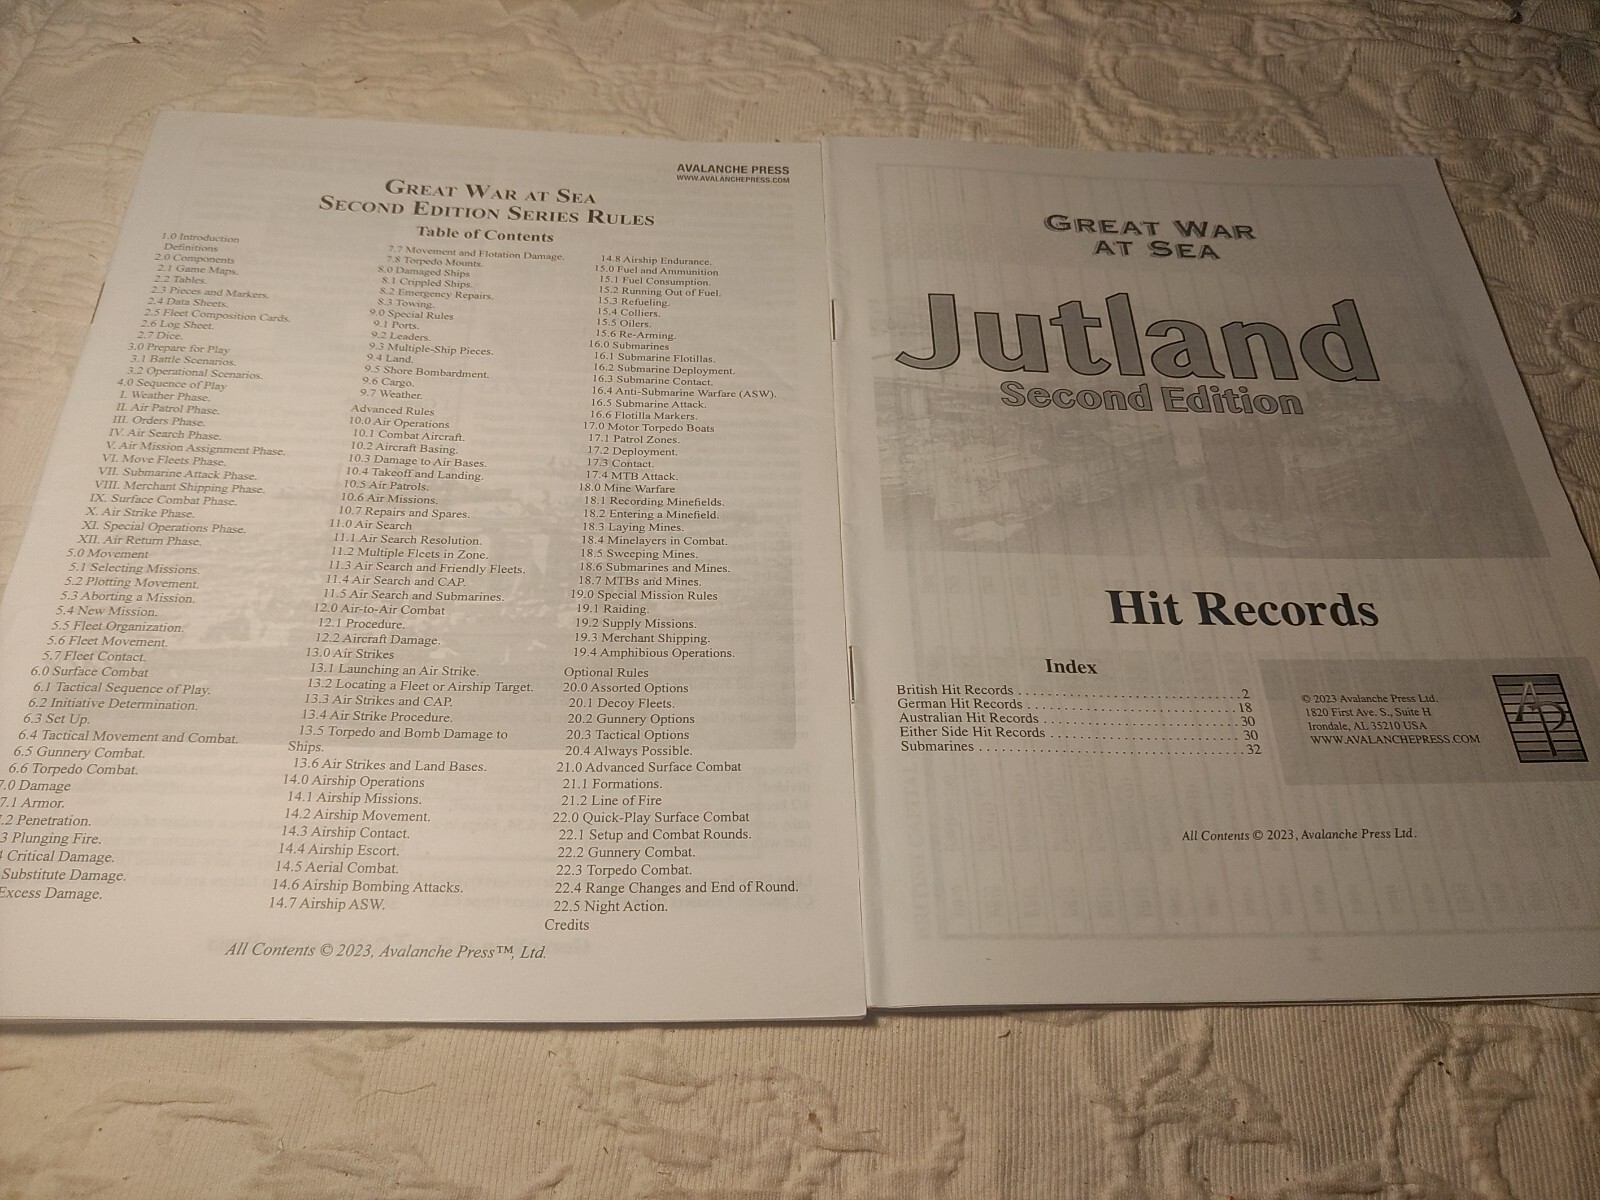 AVALANCHE PRESS
WWW.AVALANCHEPRESS.COM
GREAT WAR AT SEA
SECOND EDITION SERIES RULES
Table of Contents
1.0 Introduction
Definitions
2.0 Components
2.1 Game Maps.
2.2 Tables.
2.3 Pieces and Markers.
2.4 Data Sheets.
2.5 Fleet Composition Cards.
2.6 Log Sheet.
2.7 Dice.
3.0 Prepare for Play
3.1 Battle Scenarios.
3.2 Operational Scenarios.
4.0 Sequence of Play
I. Weather Phase.
II. Air Patrol Phase.
III. Orders Phase.
IV. Air Search Phase.
V. Air Mission Assignment Phase.
VI. Move Fleets Phase.
VII. Submarine Attack Phase.
VIII. Merchant Shipping Phase.
IX. Surface Combat Phase.
X. Air Strike Phase.
XI. Special Operations Phase.
XII. Air Return Phase.
5.0 Movement
5.1 Selecting Missions.
5.2 Plotting Movement.
5.3 Aborting a Mission.
5.4 New Mission.
5.5 Fleet Organization.
5.6 Fleet Movement.
5.7 Fleet Contact.
6.0 Surface Combat
6.1 Tactical Sequence of Play.
6.2 Initiative Determination.
6.3 Set Up.
6.4 Tactical Movement and Combat.
6.5 Gunnery Combat.
6.6 Torpedo Combat.
7.0 Damage
7.1 Armor.
.2 Penetration.
3 Plunging Fire.
Critical Damage.
Substitute Damage.
Excess Damage.
7.7 Movement and Flotation Damage.
7.8 Torpedo Mounts.
8.0 Damaged Ships
8.1 Crippled Ships.
8.2 Emergency Repairs.
8.3 Towing.
9.0 Special Rules
9.1 Ports.
9.2 Leaders.
9.3 Multiple-Ship Pieces.
9.4 Land.
9.5 Shore Bombardment.
9.6 Cargo.
9.7 Weather.
Advanced Rules
10.0 Air Operations
10.1 Combat Aircraft.
10.2 Aircraft Basing.
10.3 Damage to Air Bases.
10.4 Takeoff and Landing.
10.5 Air Patrols.
10.6 Air Missions.
10.7 Repairs and Spares.
11.0 Air Search
11.1 Air Search Resolution.
11.2 Multiple Fleets in Zone.
11.3 Air Search and Friendly Fleets.
11.4 Air Search and CAP.
11.5 Air Search and Submarines.
12.0 Air-to-Air Combat
12.1 Procedure.
12.2 Aircraft Damage.
13.0 Air Strikes
13.1 Launching an Air Strike.
13.2 Locating a Fleet or Airship Target.
13.3 Air Strikes and CAP.
13.4 Air Strike Procedure.
13.5 Torpedo and Bomb Damage to
Ships.
13.6 Air Strikes and Land Bases.
14.0 Airship Operations
14.1 Airship Missions.
14.2 Airship Movement.
14.3 Airship Contact.
14.4 Airship Escort.
14.5 Aerial Combat.
14.6 Airship Bombing Attacks.
14.7 Airship ASW.
14.8 Airship Endurance.
15.0 Fuel and Ammunition
15.1 Fuel Consumption.
15.2 Running Out of Fuel.
15.3 Refueling.
15.4 Colliers.
15.5 Oilers.
15.6 Re-Arming.
16.0 Submarines
16.1 Submarine Flotillas.
16.2 Submarine Deployment.
16.3 Submarine Contact.
16.4 Anti-Submarine Warfare (ASW).
16.5 Submarine Attack.
16.6 Flotilla Markers.
17.0 Motor Torpedo Boats
17.1 Patrol Zones.
17.2 Deployment.
17.3 Contact.
17.4 MTB Attack.
18.0 Mine Warfare
18.1 Recording Minefields.
18.2 Entering a Minefield.
18.3 Laying Mines.
18.4 Minelayers in Combat.
18.5 Sweeping Mines.
18.6 Submarines and Mines.
18.7 MTBs and Mines.
19.0 Special Mission Rules
19.1 Raiding.
19.2 Supply Missions.
19.3 Merchant Shipping.
19.4 Amphibious Operations.
Optional Rules
20.0 Assorted Options
20.1 Decoy Fleets.
20.2 Gunnery Options
20.3 Tactical Options
20.4 Always Possible.
21.0 Advanced Surface Combat
21.1 Formations.
21.2 Line of Fire
22.0 Quick-Play Surface Combat
22.1 Setup and Combat Rounds.
22.2 Gunnery Combat.
22.3 Torpedo Combat.
22.4 Range Changes and End of Round.
22.5 Night Action.
Credits
All Contents © 2023, Avalanche Press™, Ltd.
GREAT WAR
AT SEA
Jutland
Second Edition
Hit Records
Index
British Hit Records . . . . . . . . . . 2
German Hit Records . . . . . . . . . . 18
Australian Hit Records . . . . . . . . . . 30
Either Side Hit Records . . . . . . . . . . 30
Submarines . . . . . . . . . . 32
© 2023 Avalanche Press Ltd.
1820 First Ave. S., Suite H
Irondale, AL 35210 USA
WWW.AVALANCHEPRESS.COM
AP
All Contents © 2023, Avalanche Press Ltd.